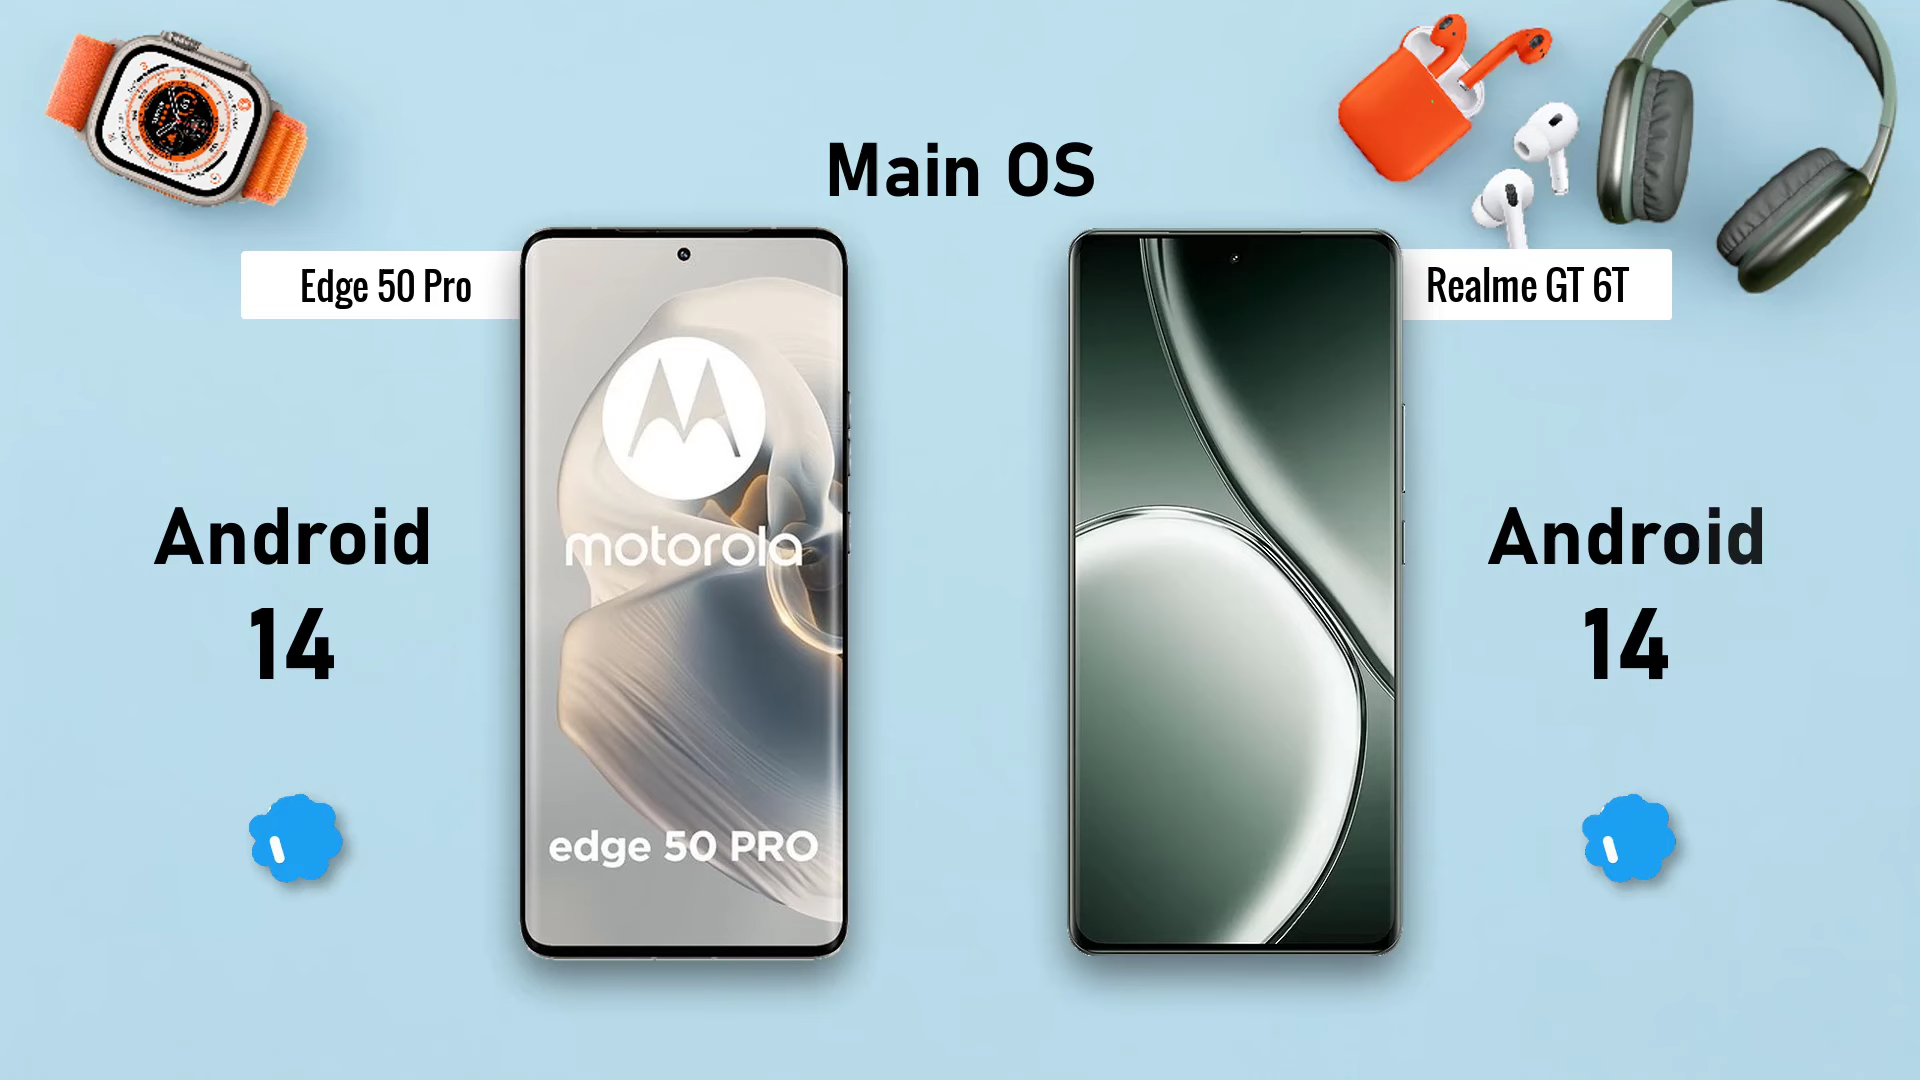 Main OS
Edge 50 Pro
Realme GT 6T
motorola
Android
14
Android
14
edge 50 PRO